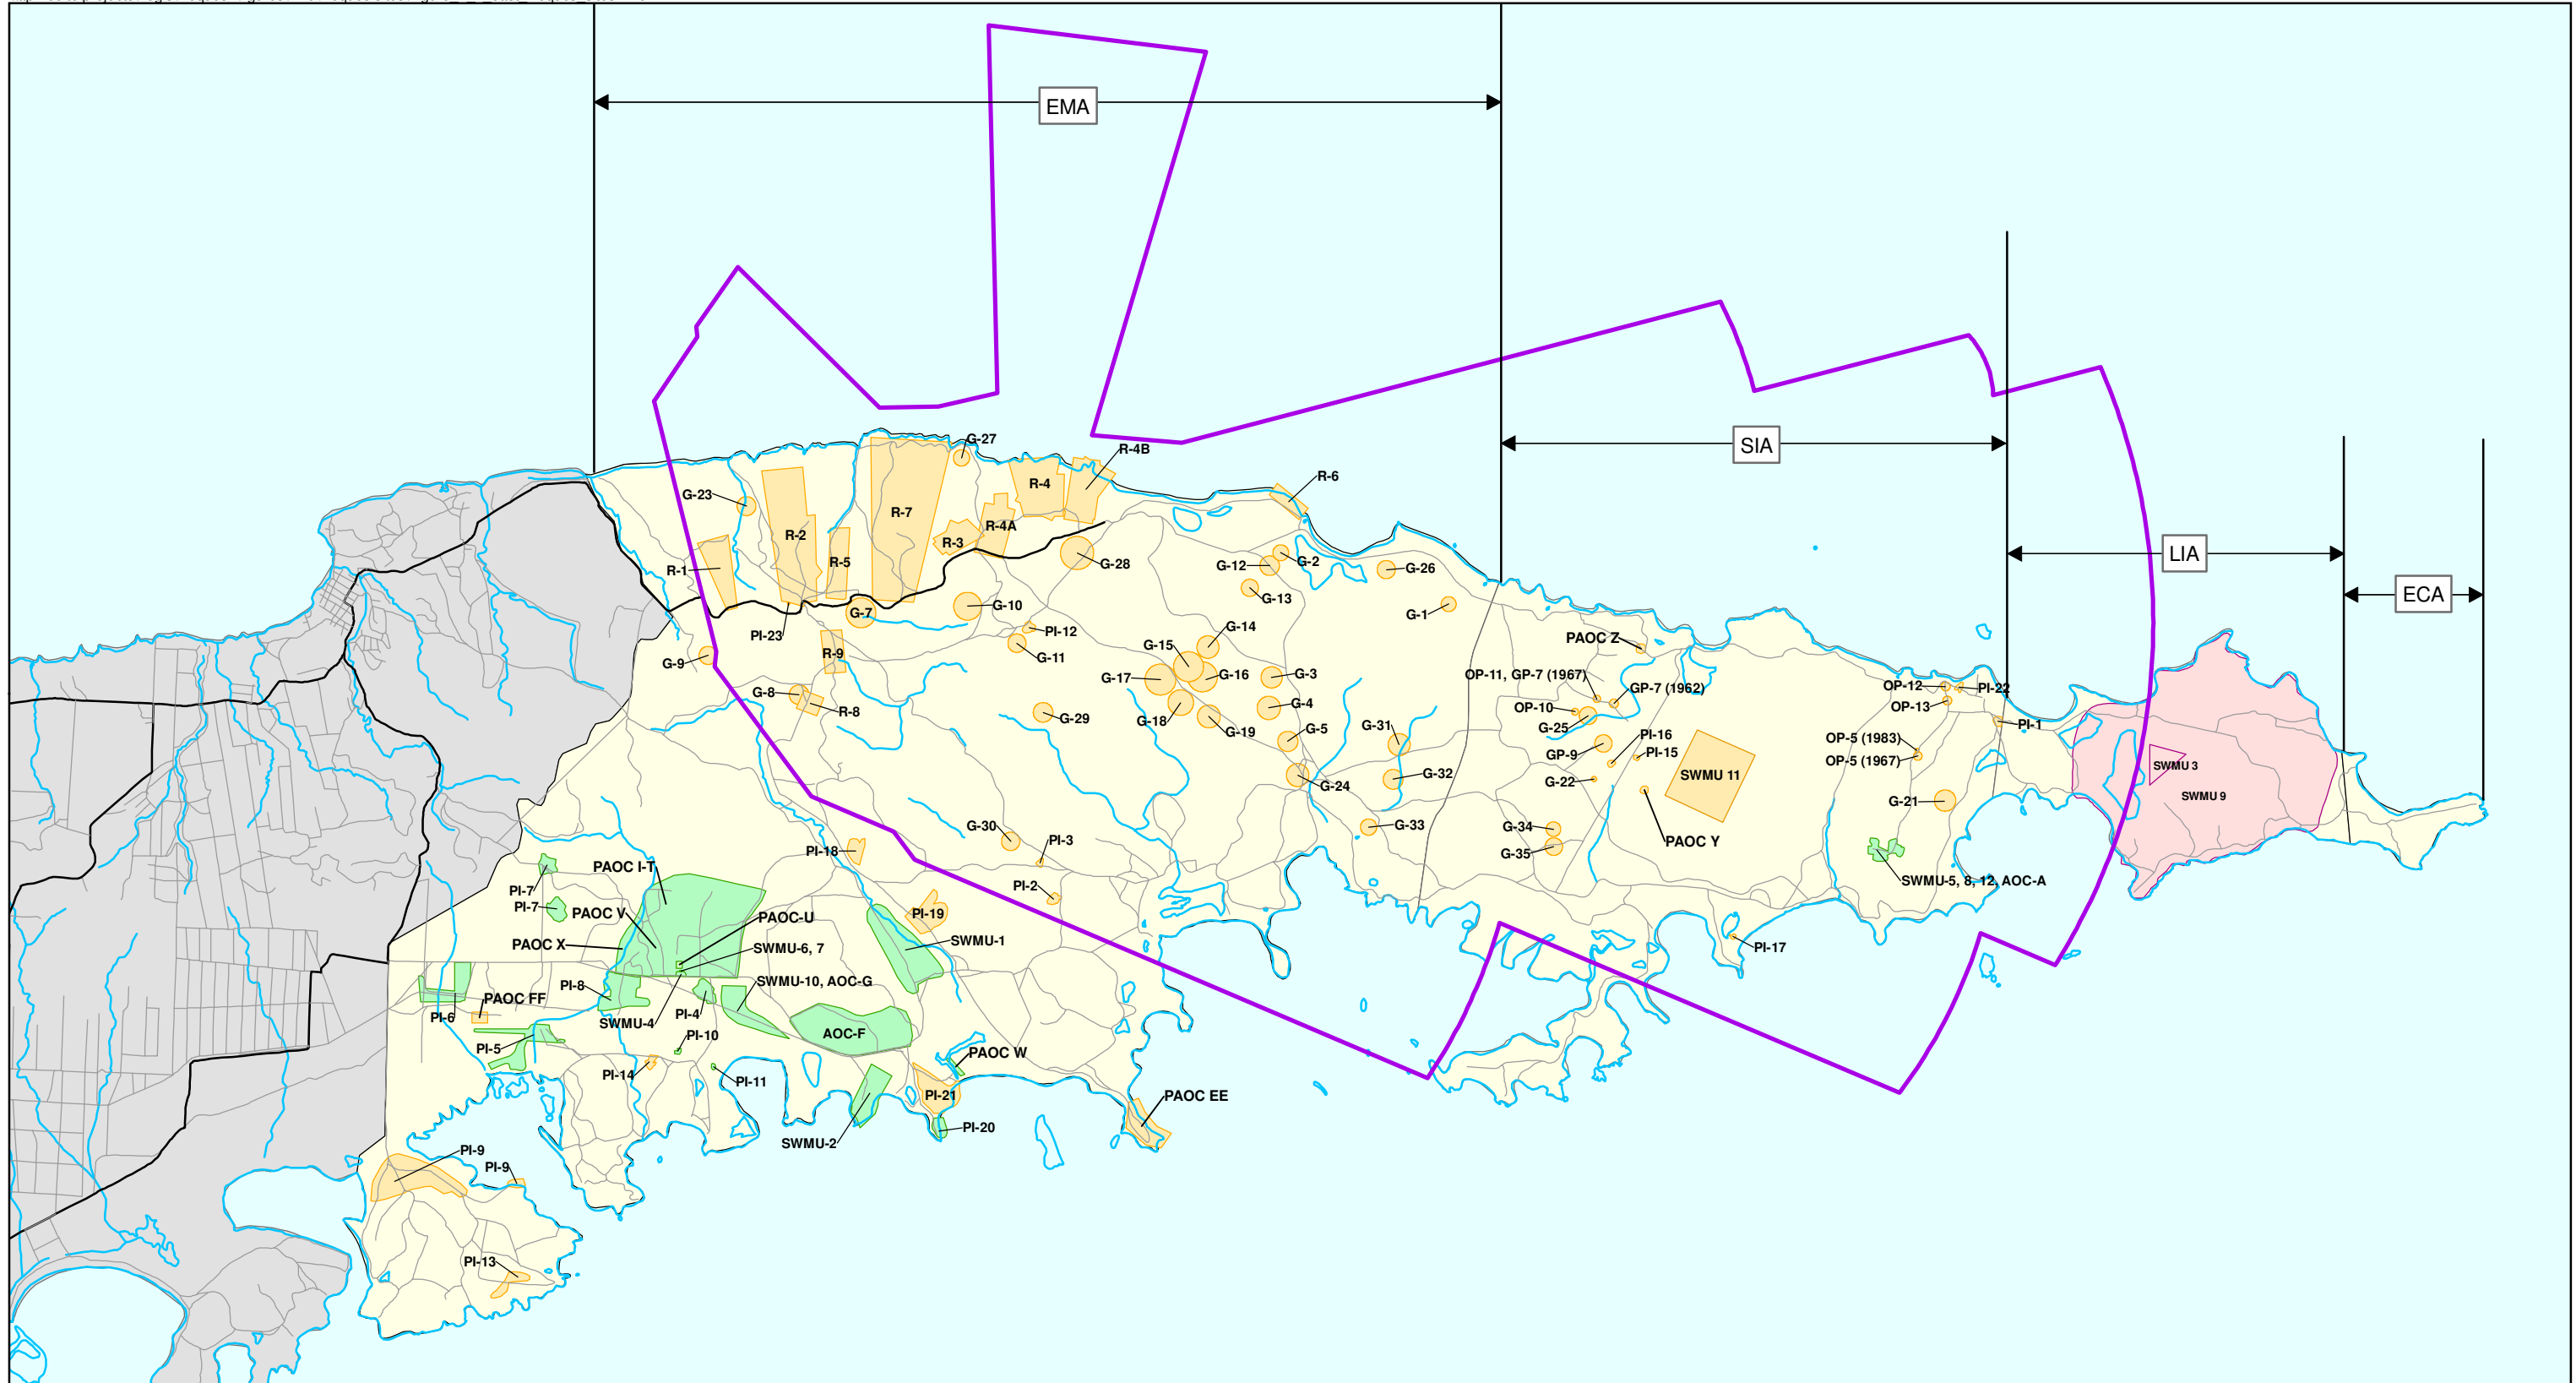 EMA
SIA
LIA
ECA
G-27
R-4B
R-4
R-6
G-23
R-7
R-2
R-4A
R-3
R-5
R-1
G-28
G-12
G-2
G-26
G-13
G-7
G-10
G-1
PI-23
PI-12
G-14
PAOC Z
G-15
R-9
G-11
G-9
G-17
G-16
G-3
OP-11, GP-7 (1967)
GP-7 (1962)
OP-12
PI-22
G-8
R-8
G-29
G-18
G-4
OP-10
OP-13
G-19
G-5
G-31
G-25
PI-16
PI-1
GP-9
PI-15
OP-5 (1983)
OP-5 (1967)
SWMU 3
G-32
G-22
SWMU 11
G-24
SWMU 9
G-21
G-30
G-33
G-34
PI-3
PAOC Y
PI-18
G-35
PAOC I-T
PI-7
PI-2
SWMU-5, 8, 12, AOC-A
PI-7
PAOC V
PAOC-U
PI-19
PAOC X
SWMU-6, 7
SWMU-1
PI-17
PI-8
SWMU-10, AOC-G
PAOC FF
PI-6
SWMU-4
PI-4
PI-10
AOC-F
PI-5
PAOC W
PI-14
PI-11
PI-21
PAOC EE
PI-20
SWMU-2
PI-9
PI-9
PI-13